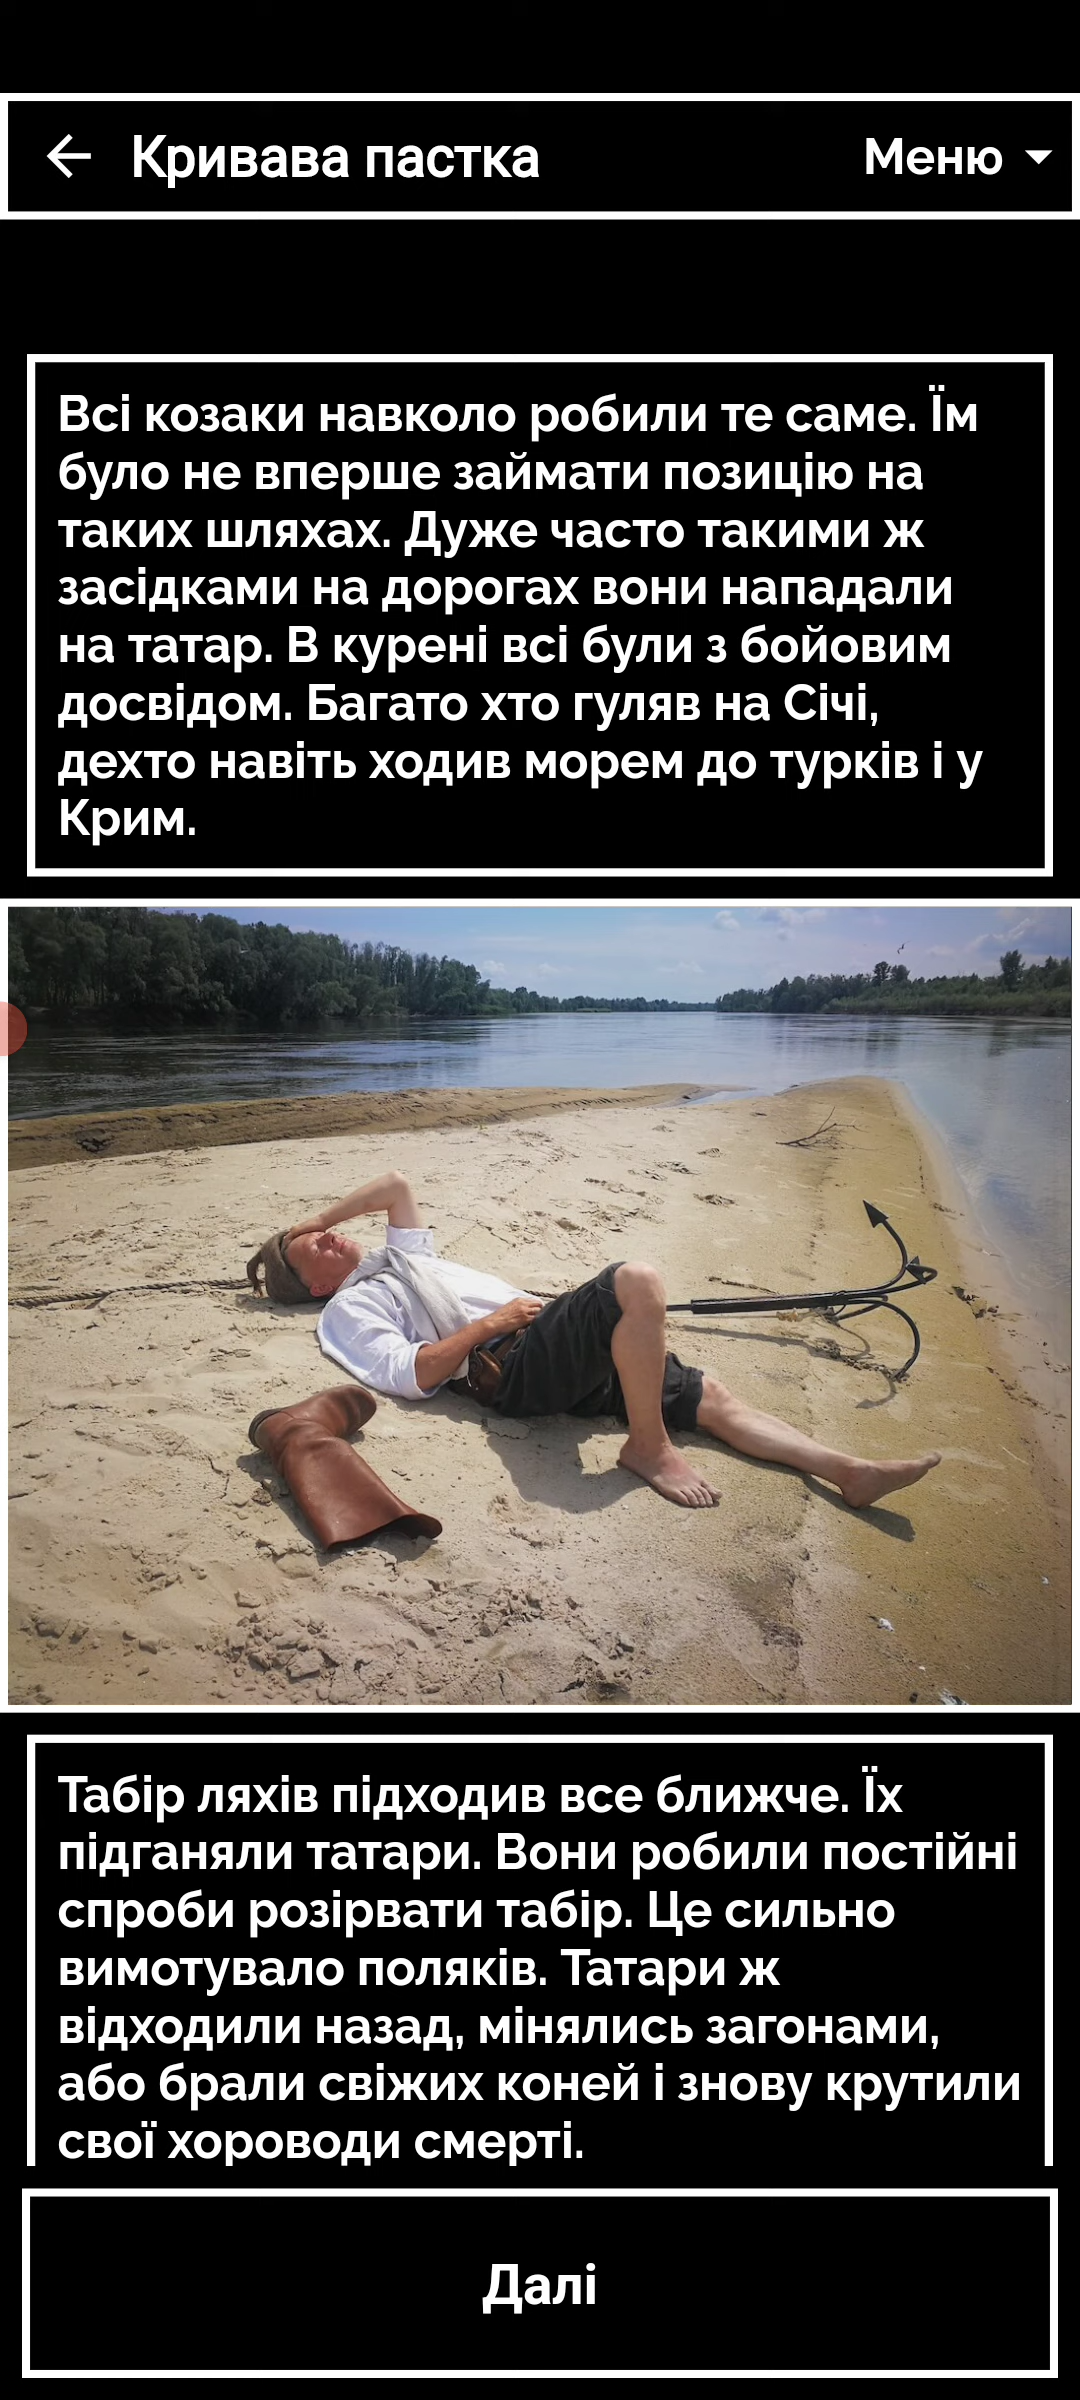 Кривава пастка
Меню
Всі козаки навколо робили те саме. Їм
було не вперше займати позицію на
таких шляхах. Дуже часто такими ж
засідками на дорогах вони нападали
на татар. В курені всі були з бойовим
досвідом. Багато хто гуляв на Січі,
дехто навіть ходив морем до турків і у
Крим.
Табір ляхів підходив все ближче. Їх
підганяли татари. Вони робили постійні
спроби розірвати табір. Це сильно
вимотувало поляків. Татари ж
відходили назад, мінялись загонами,
або брали свіжих коней і знову крутили
свої хороводи смерті.
Далі